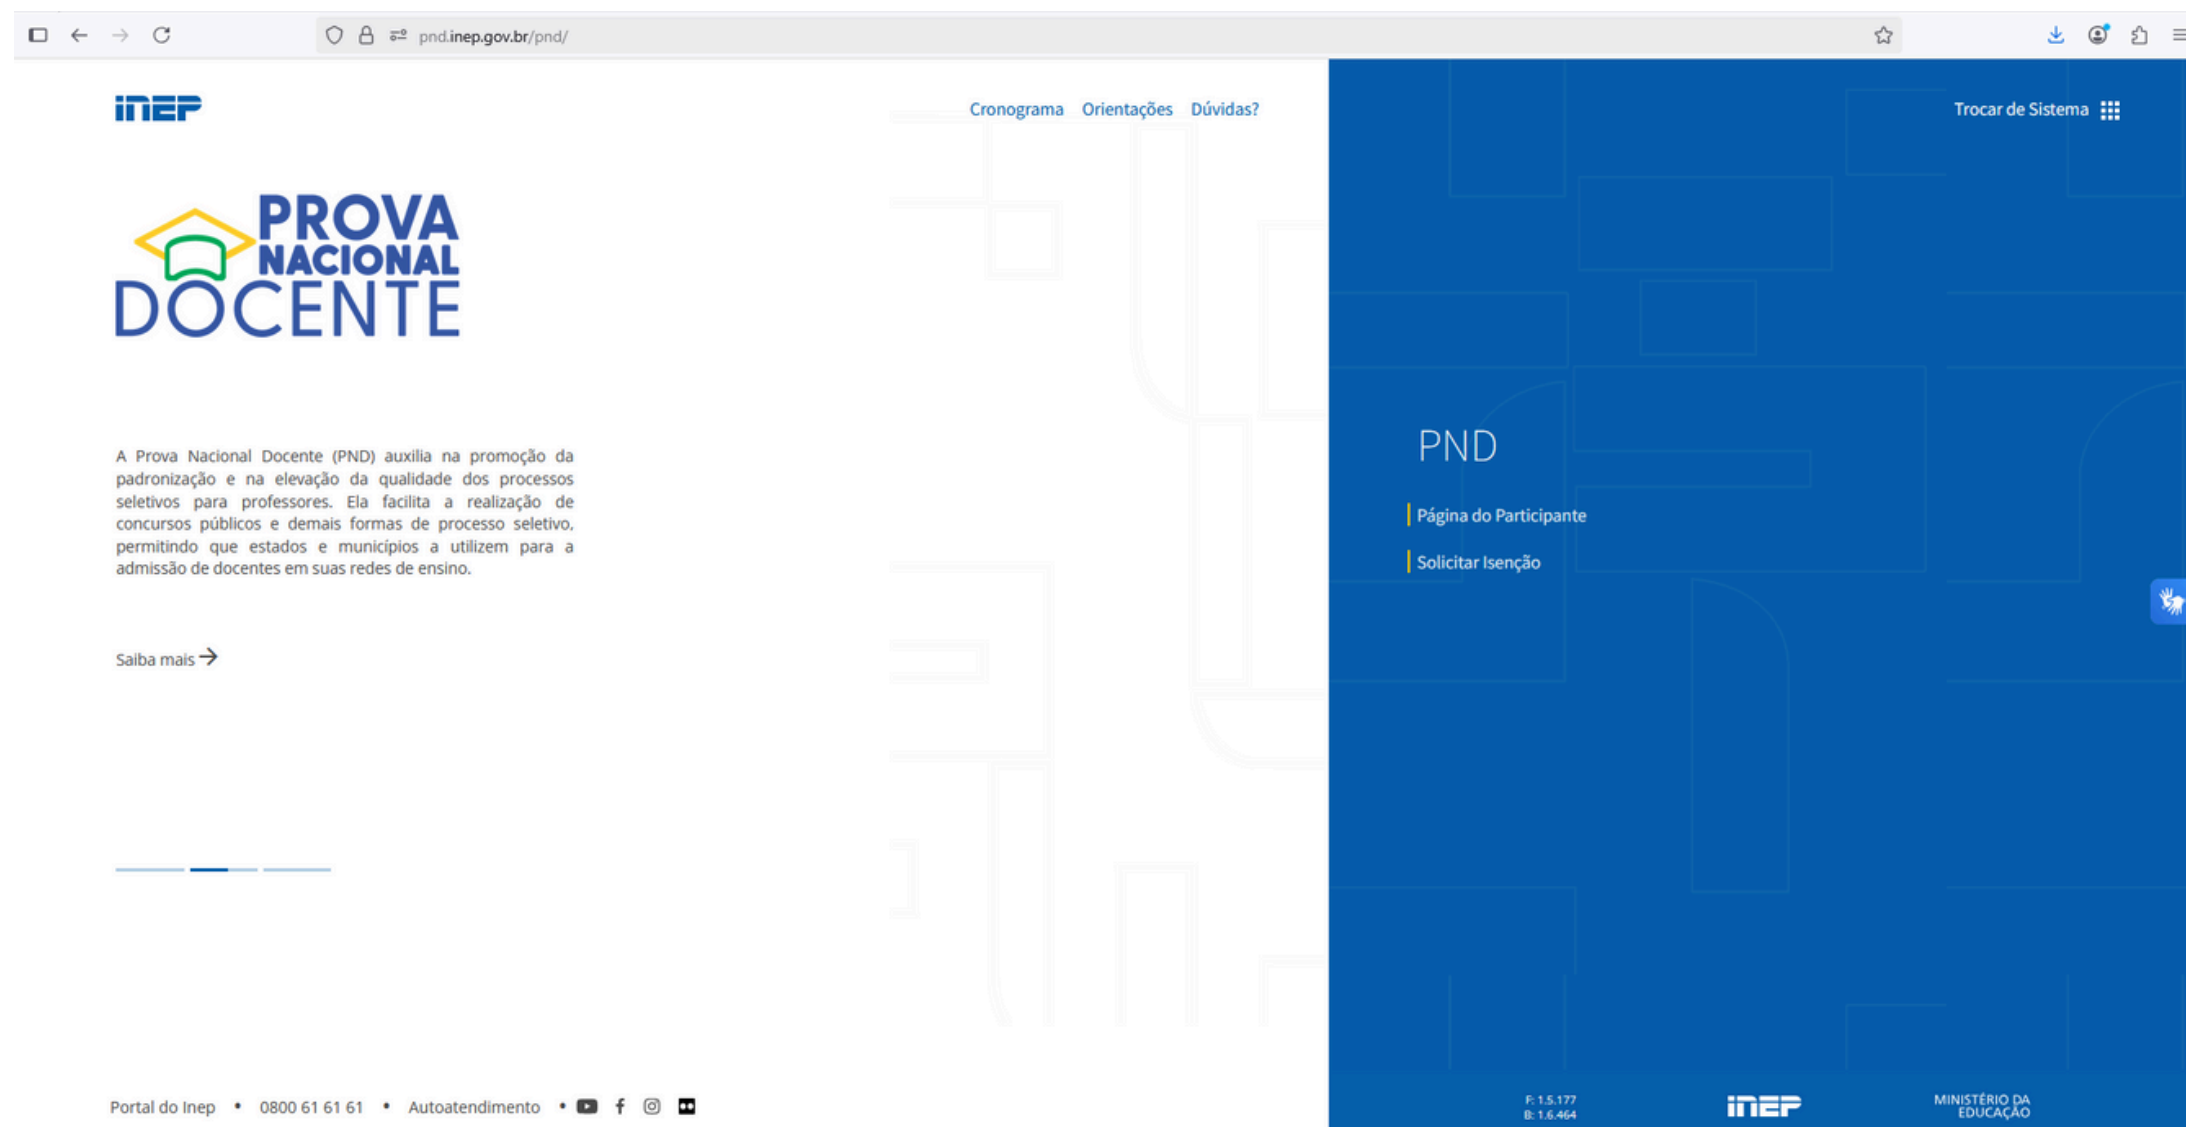 pnd.inep.gov.br/pnd/
inep
Cronograma Orientações Dúvidas?
Trocar de Sistema
PROVA
NACIONAL
DOCENTE
A Prova Nacional Docente (PND) auxilia na promoção da
padronização e na elevação da qualidade dos processos
seletivos para professores. Ela facilita a realização de
concursos públicos e demais formas de processo seletivo,
permitindo que estados e municípios a utilizem para a
admissão de docentes em suas redes de ensino.
Saiba mais
PND
Página do Participante
Solicitar Isenção
Portal do Inep • 0800 61 61 61 • Autoatendimento •
F: 1.5.177
B: 1.6.464
inep
MINISTÉRIO DA
EDUCAÇÃO